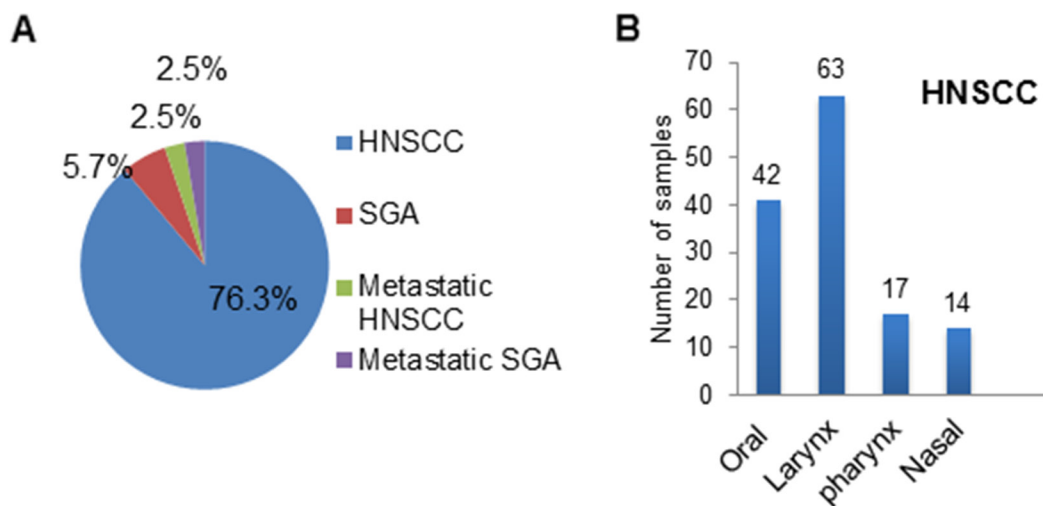 A
2.5%
2.5%
5.7%
76.3%
HNSCC
SGA
Metastatic
HNSCC
Metastatic SGA
B
HNSCC
Number of samples
70
60
50
40
30
20
10
0
42
63
17
14
Oral
Larynx
pharynx
Nasal